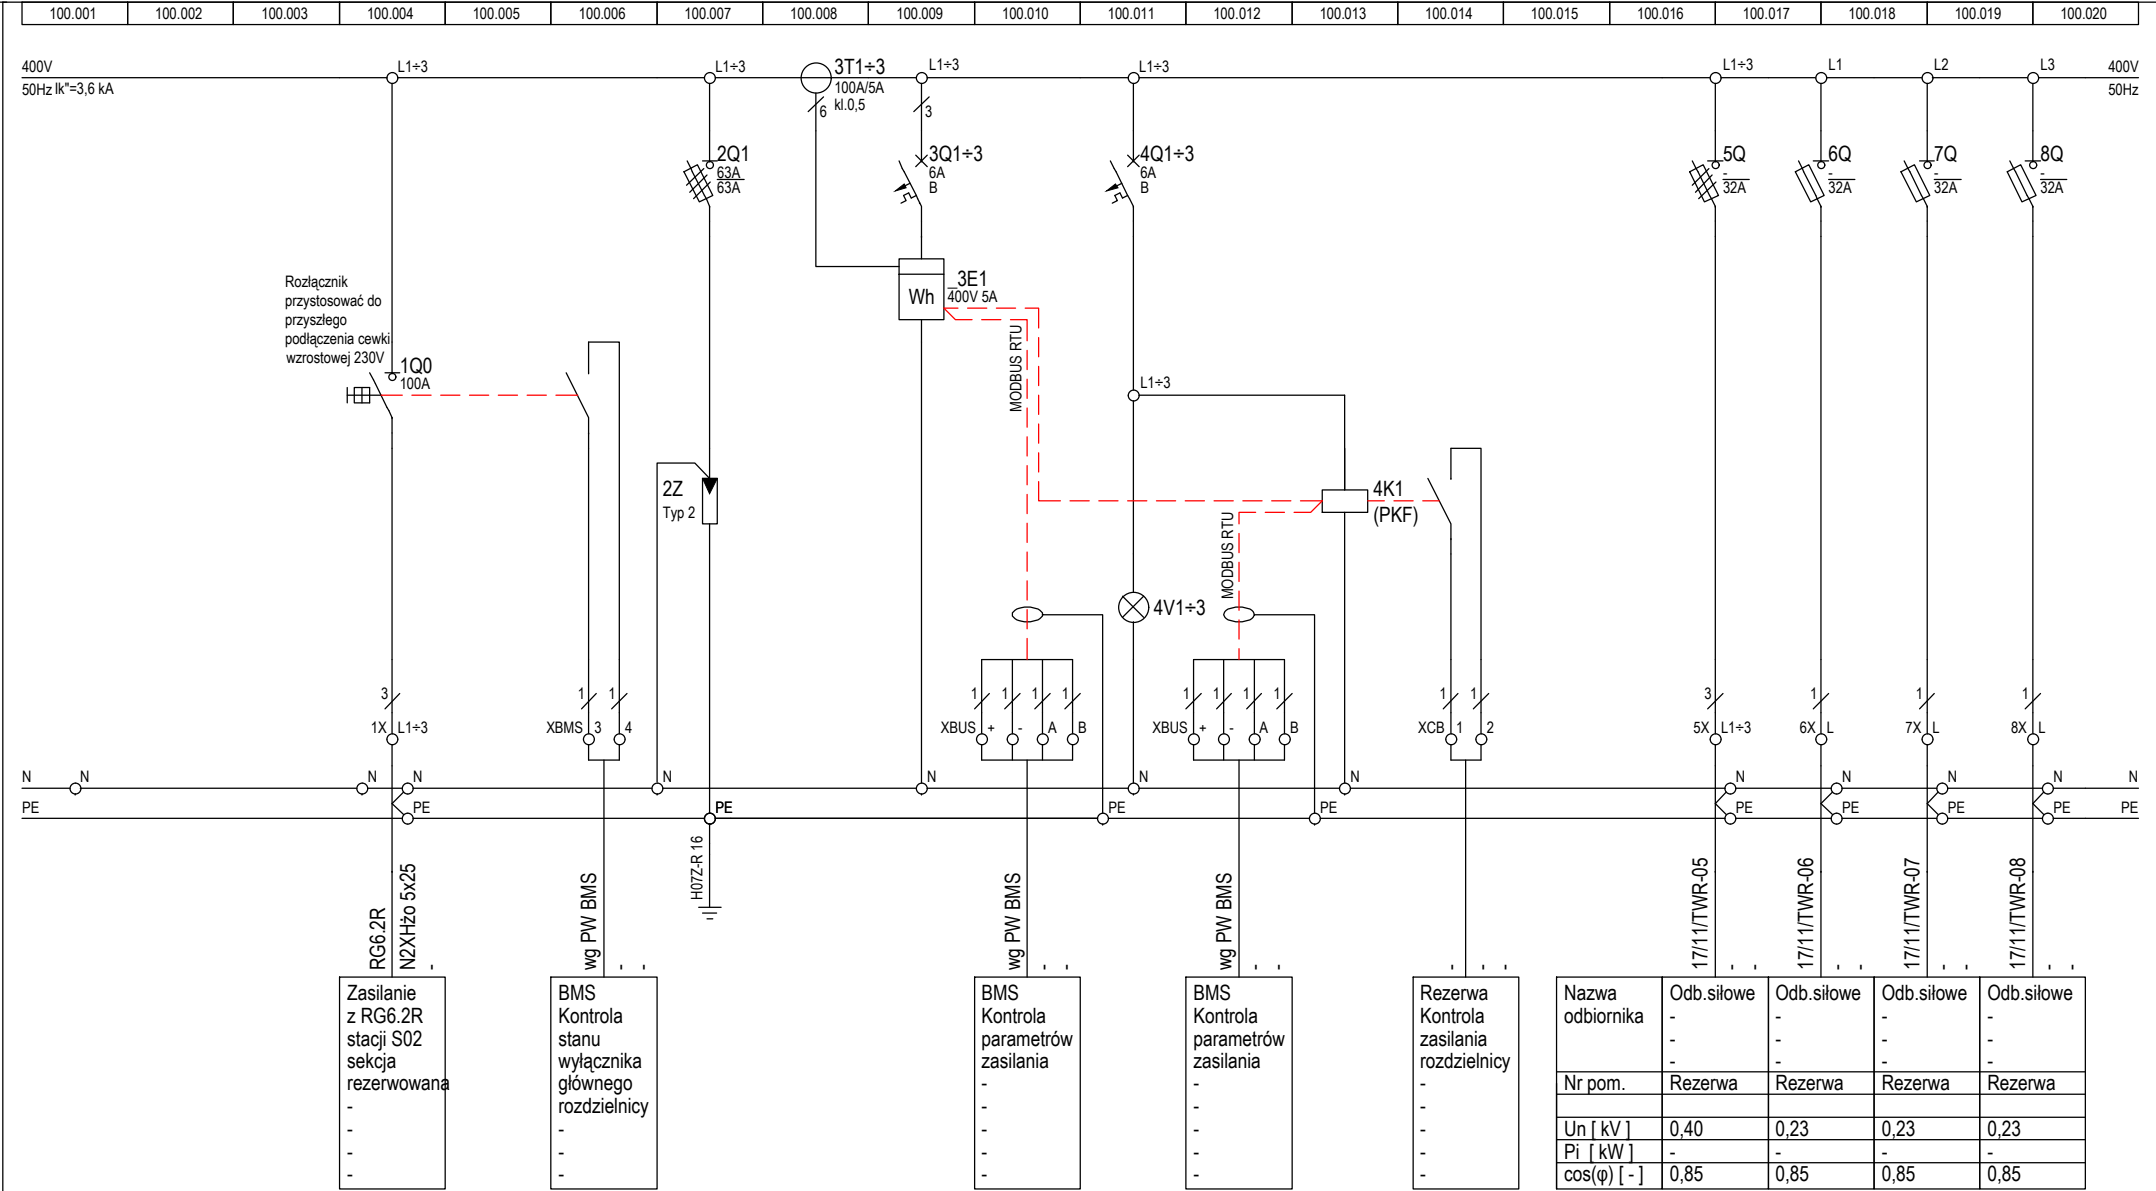 100.001 100.002 100.003 100.004 100.005 100.006 100.007 100.008 100.009 100.010 100.011 100.012 100.013 100.014 100.015 100.016 100.017 100.018 100.019 100.020
400V
50Hz Ik"=3,6 kA
L1÷3
L1÷3
3T1÷3
100A/5A
kl.0,5
6
L1÷3
3
L1÷3
L1÷3
L1
L2
L3
400V
50Hz
2Q1
63A
63A
3Q1÷3
6A
B
4Q1÷3
6A
B
5Q
-
32A
6Q
-
32A
7Q
-
32A
8Q
-
32A
Rozłącznik
przystosować do
przyszłego
podłączenia cewki
wzrostowej 230V
1Q0
100A
Wh
_3E1
400V 5A
MODBUS RTU
L1÷3
2Z
Typ 2
4K1
(PKF)
MODBUS RTU
4V1÷3
3
1X L1÷3
1 1
XBMS 3 4
1 1 1 1
XBUS + - A B
1 1 1 1
XBUS + - A B
1 1
XCB 1 2
3
5X L1÷3
1
6X L
1
7X L
1
8X L
N N N N N N N N N N N N N
PE PE PE PE PE PE PE PE PE PE
RG6.2R
N2XHżo 5x25
-
wg PW BMS - -
H07Z-R 16
wg PW BMS - -
wg PW BMS - -
- - -
17/11/TWR-05 - -
17/11/TWR-06 - -
17/11/TWR-07 - -
17/11/TWR-08 - -
Zasilanie
z RG6.2R
stacji S02
sekcja
rezerwowana
-
-
-
-
BMS
Kontrola
stanu
wyłącznika
głównego
rozdzielnicy
-
-
-
BMS
Kontrola
parametrów
zasilania
-
-
-
-
-
BMS
Kontrola
parametrów
zasilania
-
-
-
-
-
Rezerwa
Kontrola
zasilania
rozdzielnicy
-
-
-
-
-
Nazwa Odb.siłowe Odb.siłowe Odb.siłowe Odb.siłowe
odbiornika - - - -
- - - -
- - - -
Nr pom. Rezerwa Rezerwa Rezerwa Rezerwa
Un [ kV ] 0,40 0,23 0,23 0,23
Pi [ kW ] - - - -
cos(φ) [ - ] 0,85 0,85 0,85 0,85